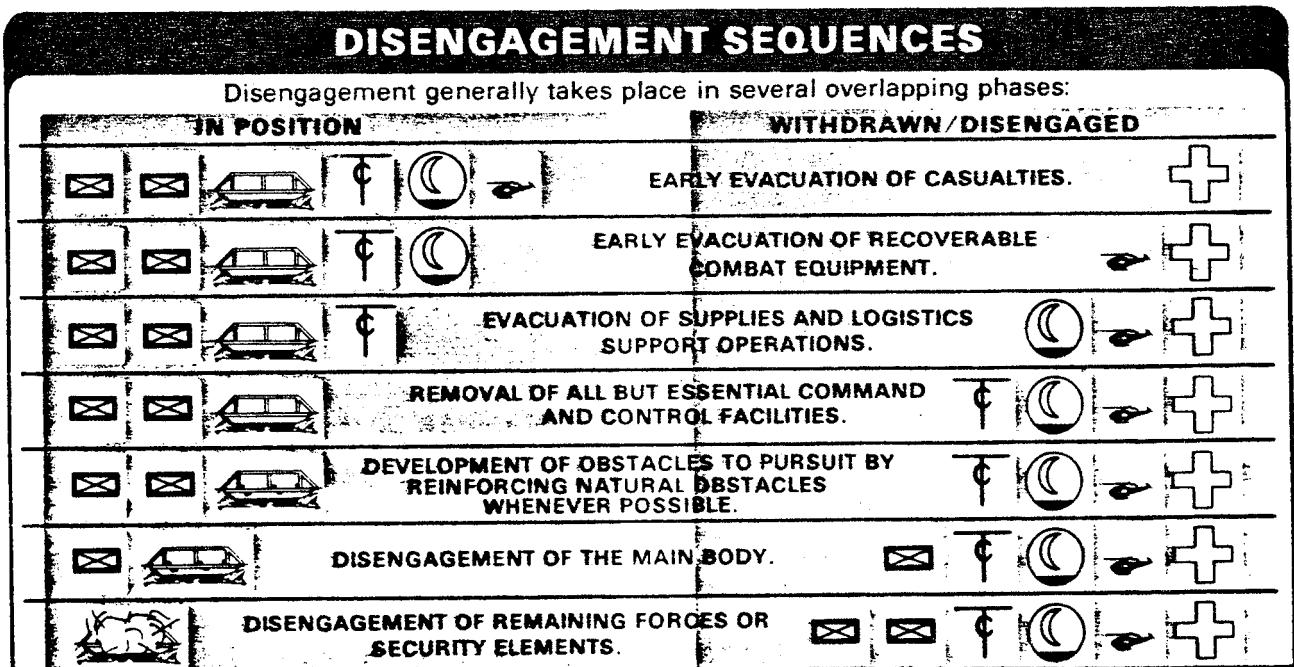 DISENGAGEMENT SEQUENCES
Disengagement generally takes place in several overlapping phases:
IN POSITION
WITHDRAWN/DISENGAGED
EARLY EVACUATION OF CASUALTIES.
EARLY EVACUATION OF RECOVERABLE
COMBAT EQUIPMENT.
EVACUATION OF SUPPLIES AND LOGISTICS
SUPPORT OPERATIONS.
REMOVAL OF ALL BUT ESSENTIAL COMMAND
AND CONTROL FACILITIES.
DEVELOPMENT OF OBSTACLES TO PURSUIT BY
REINFORCING NATURAL OBSTACLES
WHENEVER POSSIBLE.
DISENGAGEMENT OF THE MAIN BODY.
DISENGAGEMENT OF REMAINING FORCES OR
SECURITY ELEMENTS.